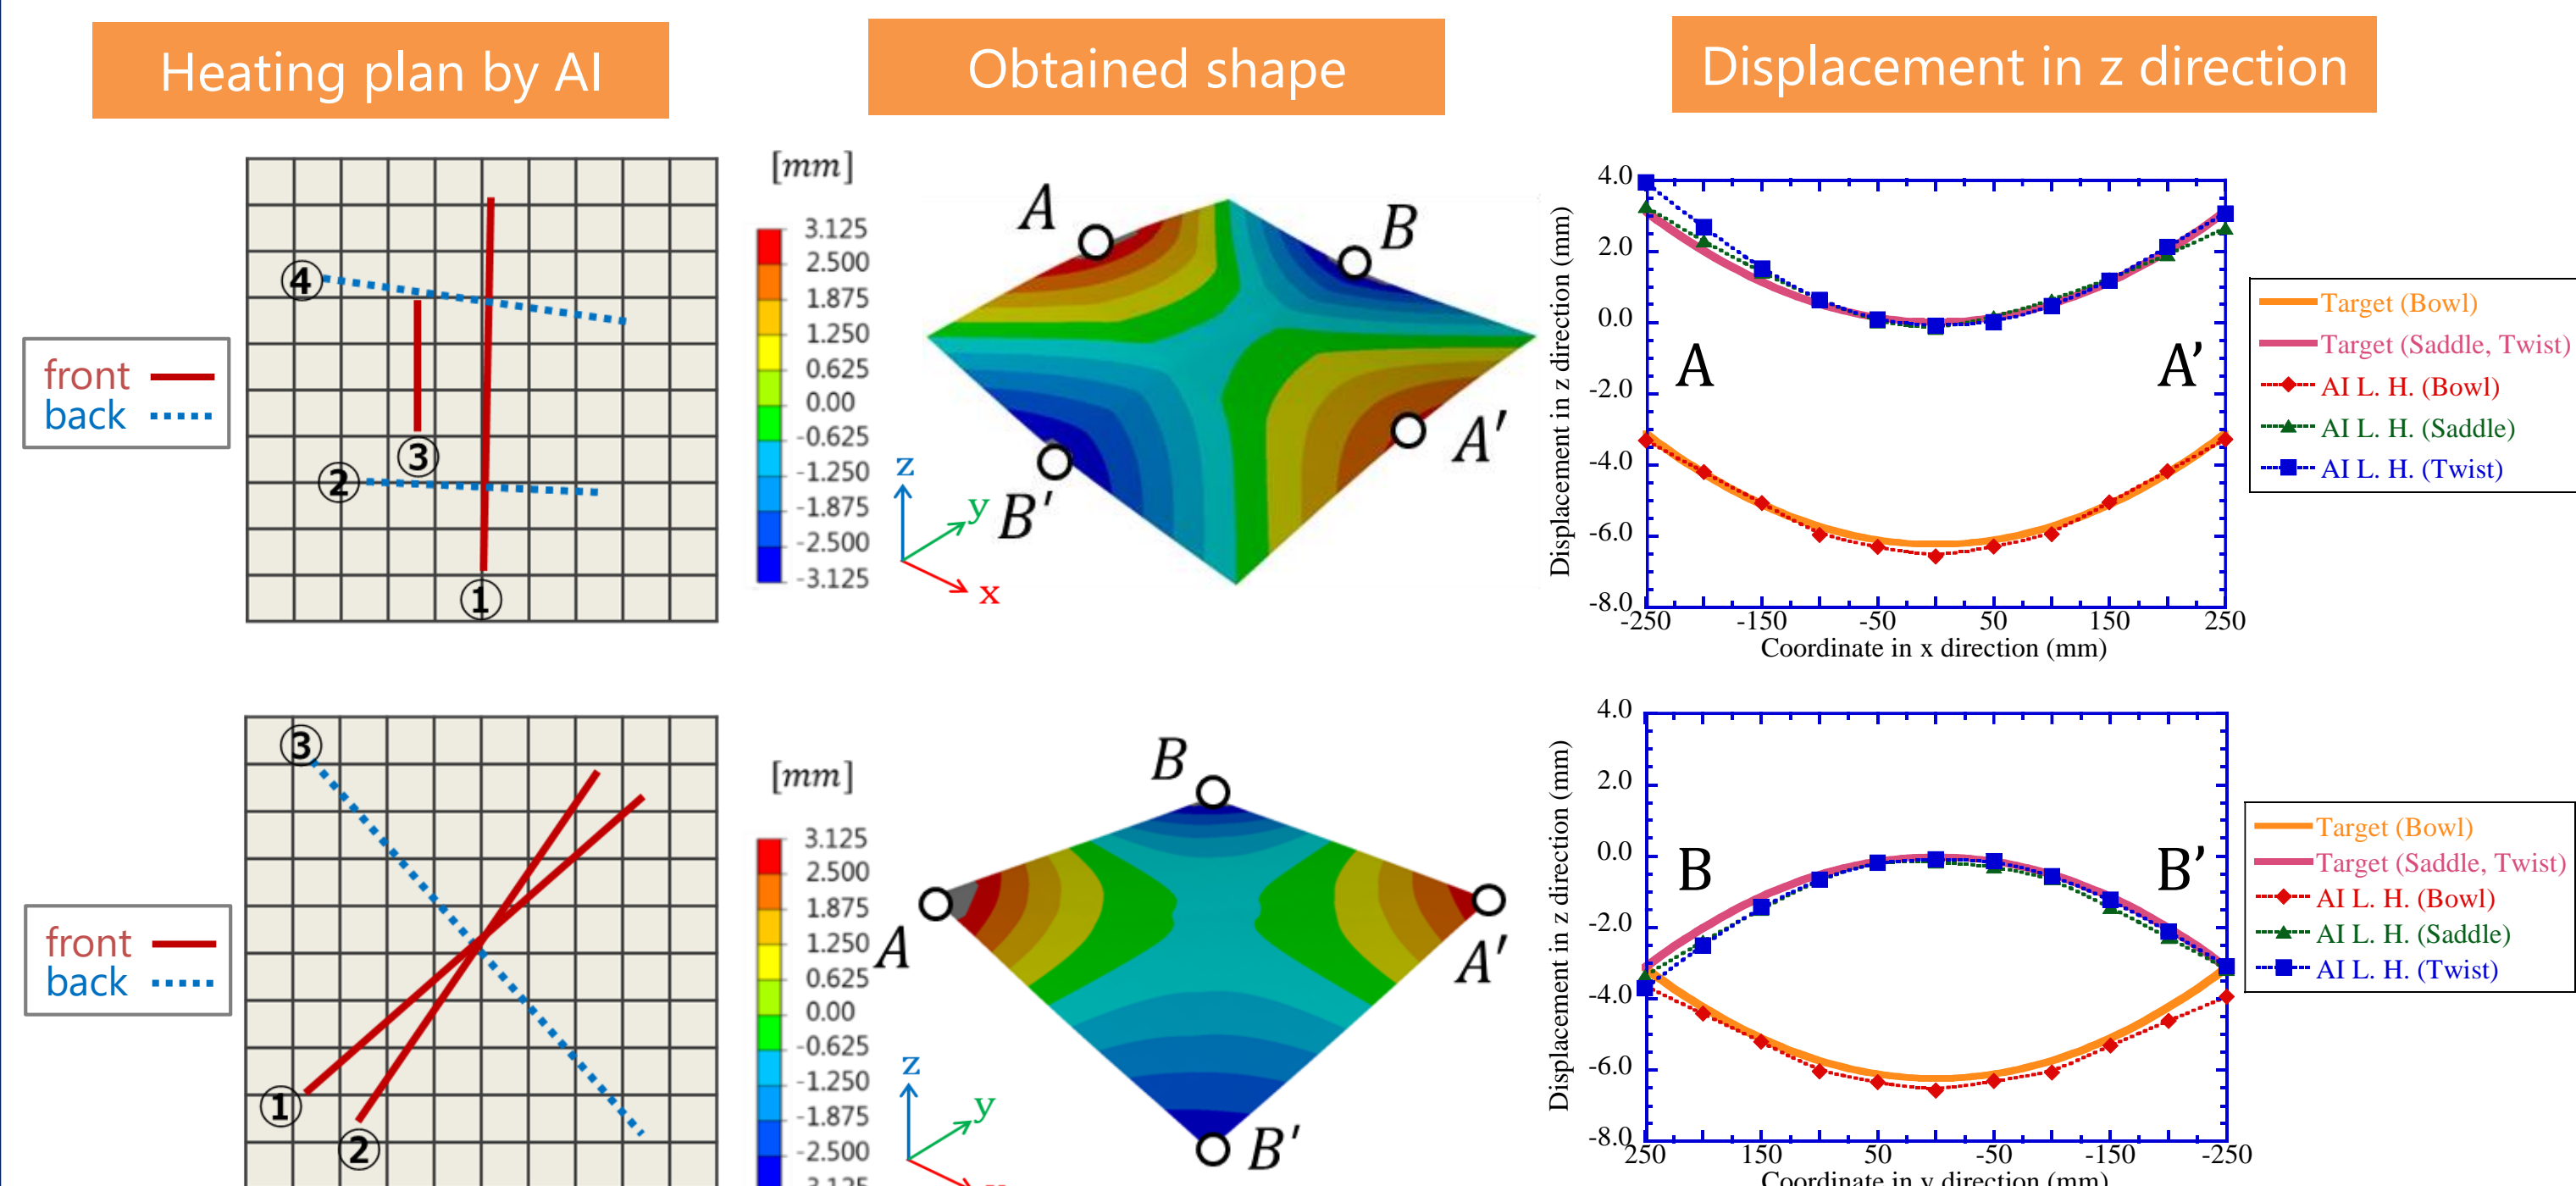 Heating plan by AI
Obtained shape
Displacement in z direction
④
③
②
①
front
back
[mm]
3.125
2.500
1.875
1.250
0.625
0.00
-0.625
-1.250
-1.875
-2.500
-3.125
A
B
A'
B'
z
y
x
Displacement in z direction (mm)
4.0
2.0
0.0
-2.0
-4.0
-6.0
-8.0
A
A'
-250
-150
-50
50
150
250
Coordinate in x direction (mm)
Target (Bowl)
Target (Saddle, Twist)
AI L. H. (Bowl)
AI L. H. (Saddle)
AI L. H. (Twist)
③
①
②
front
back
[mm]
3.125
2.500
1.875
1.250
0.625
0.00
-0.625
-1.250
-1.875
-2.500
B
A
A'
B'
z
y
Displacement in z direction (mm)
4.0
2.0
0.0
-2.0
-4.0
-6.0
-8.0
B
B'
250
150
50
-50
-150
-250
Coordinate in y direction (mm)
Target (Bowl)
Target (Saddle, Twist)
AI L. H. (Bowl)
AI L. H. (Saddle)
AI L. H. (Twist)